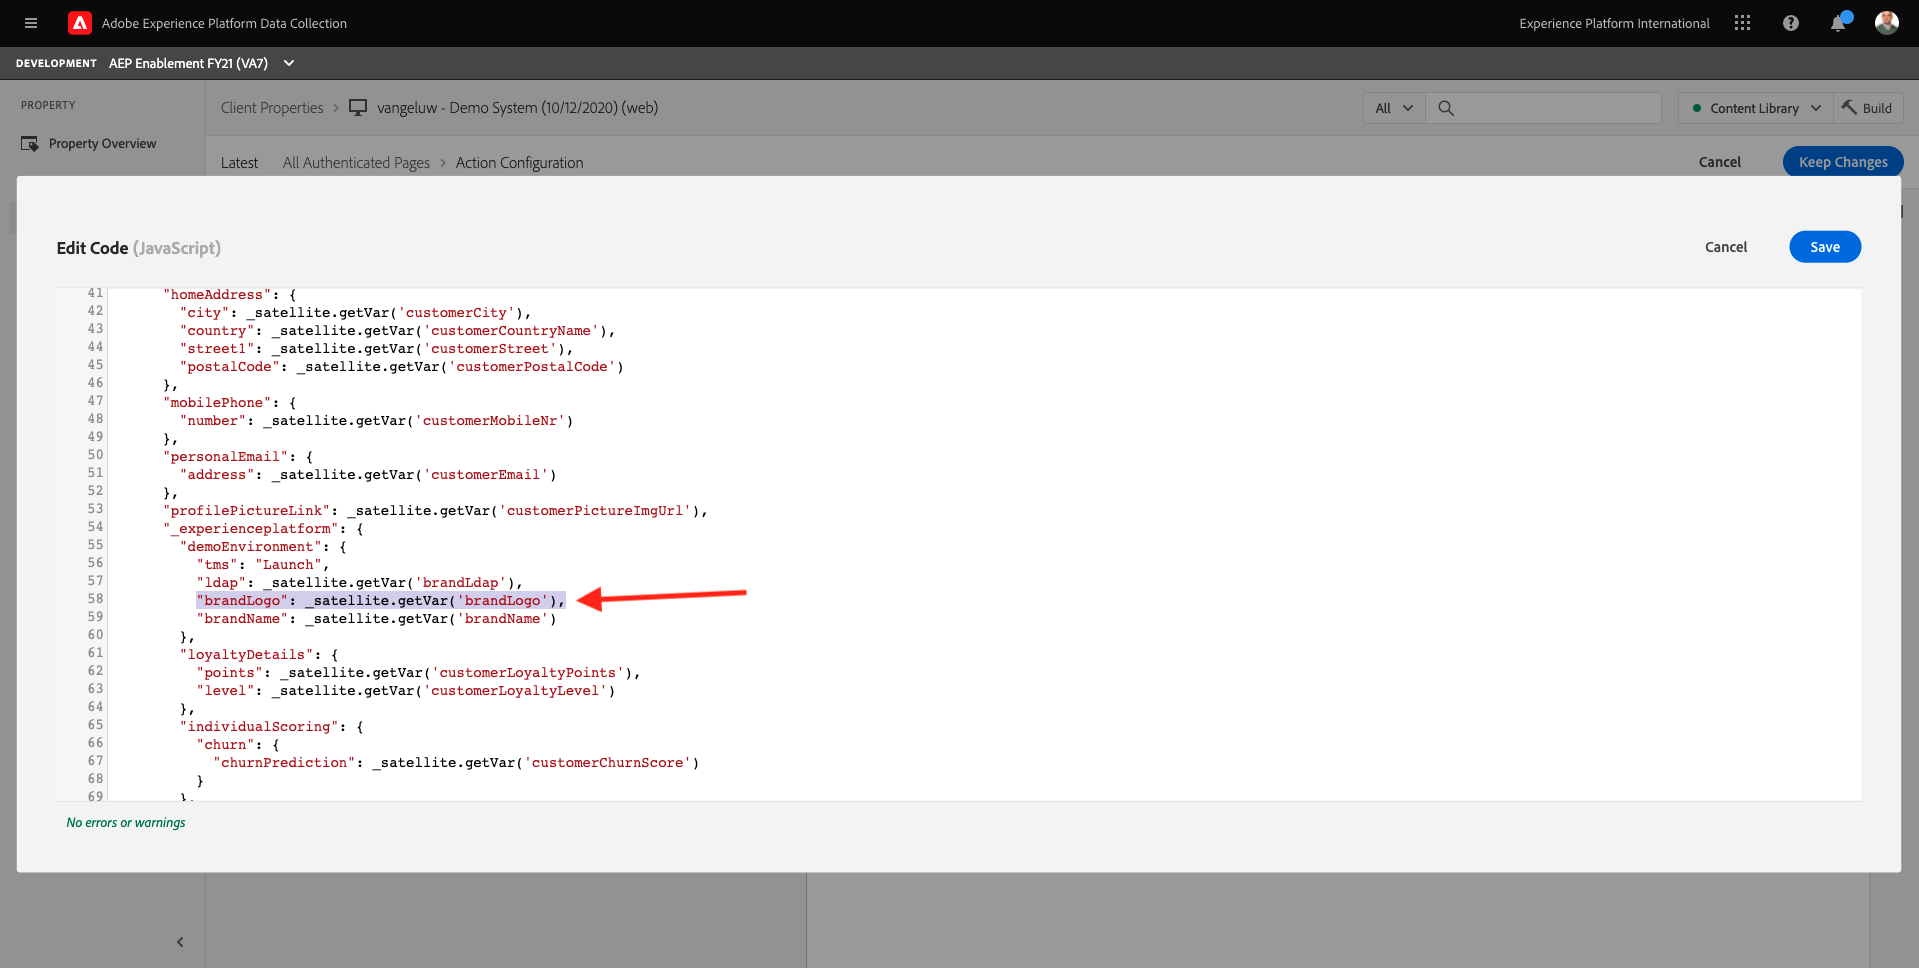 Adobe Experience Platform Data Collection
Experience Platform International
DEVELOPMENT AEP Enablement FY21 (VA7)
PROPERTY
Client Properties > vangeluw - Demo System (10/12/2020) (web)
All
Content Library
Build
Property Overview
Latest All Authenticated Pages > Action Configuration
Cancel
Keep Changes
Edit Code (JavaScript)
Cancel
Save
41 "homeAddress": {
42 "city": _satellite.getVar('customerCity'),
43 "country": _satellite.getVar('customerCountryName'),
44 "street1": _satellite.getVar('customerStreet'),
45 "postalCode": _satellite.getVar('customerPostalCode')
46 },
47 "mobilePhone": {
48 "number": _satellite.getVar('customerMobileNr')
49 },
50 "personalEmail": {
51 "address": _satellite.getVar('customerEmail')
52 },
53 "profilePictureLink": _satellite.getVar('customerPictureImgUrl'),
54 "_experienceplatform": {
55 "demoEnvironment": {
56 "tms": "Launch",
57 "ldap": _satellite.getVar('brandLdap'),
58 "brandLogo": _satellite.getVar('brandLogo'),
59 "brandName": _satellite.getVar('brandName')
60 },
61 "loyaltyDetails": {
62 "points": _satellite.getVar('customerLoyaltyPoints'),
63 "level": _satellite.getVar('customerLoyaltyLevel')
64 },
65 "individualScoring": {
66 "churn": {
67 "churnPrediction": _satellite.getVar('customerChurnScore')
68 }
69 },
No errors or warnings